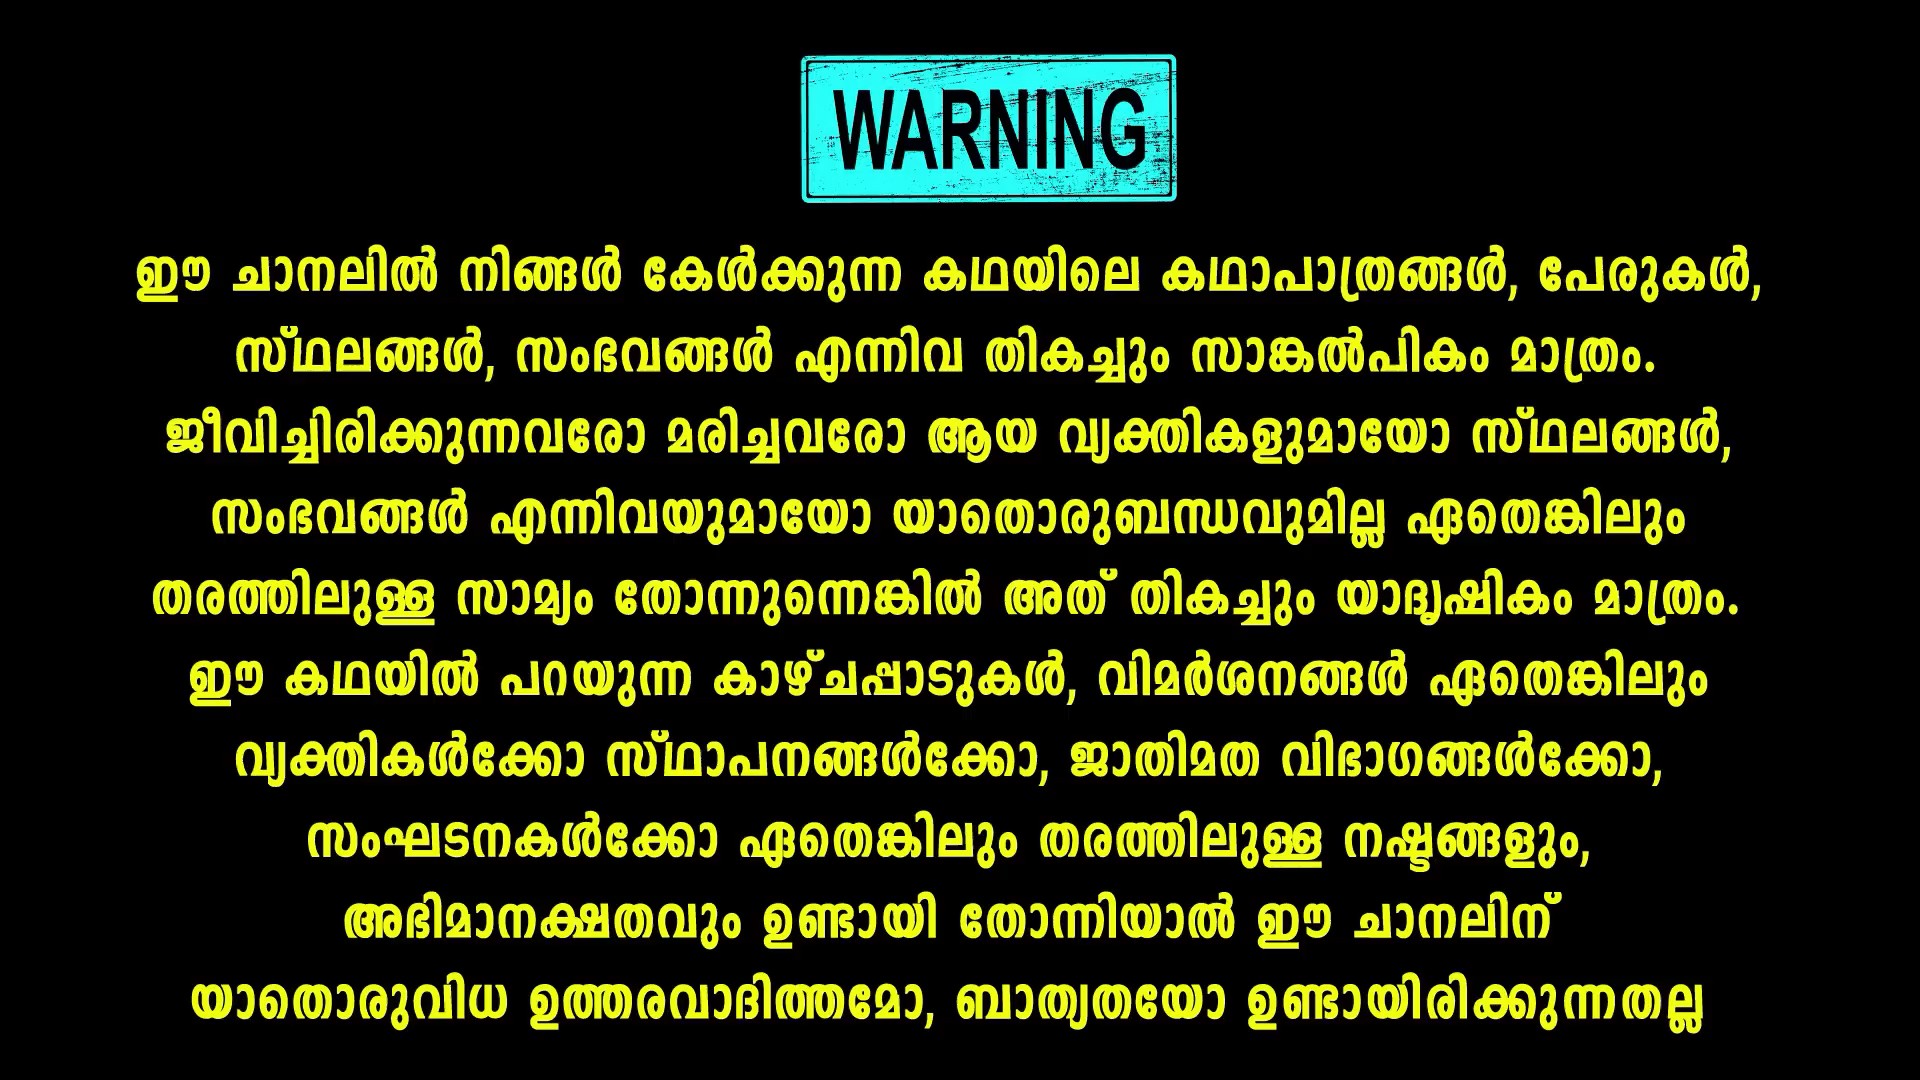 WARNING
ഈ ചാനലിൽ നിങ്ങൾ കേൾക്കുന്ന കഥയിലെ കഥാപാത്രങ്ങൾ, പേരുകൾ,
സ്ഥലങ്ങൾ, സംഭവങ്ങൾ എന്നിവ തികച്ചും സാങ്കൽപികം മാത്രം.
ജീവിച്ചിരിക്കുന്നവരോ മരിച്ചവരോ ആയ വ്യക്തികളുമായോ സ്ഥലങ്ങൾ,
സംഭവങ്ങൾ എന്നിവയുമായോ യാതൊരുബന്ധവുമില്ല ഏതെങ്കിലും
തരത്തിലുള്ള സാമ്യം തോന്നുന്നെങ്കിൽ അത് തികച്ചും യാദൃഷികം മാത്രം.
ഈ കഥയിൽ പറയുന്ന കാഴ്ചപ്പാടുകൾ, വിമർശനങ്ങൾ ഏതെങ്കിലും
വ്യക്തികൾക്കോ സ്ഥാപനങ്ങൾക്കോ, ജാതിമത വിഭാഗങ്ങൾക്കോ,
സംഘടനകൾക്കോ ഏതെങ്കിലും തരത്തിലുള്ള നഷ്ടങ്ങളും,
അഭിമാനക്ഷതവും ഉണ്ടായി തോന്നിയാൽ ഈ ചാനലിന്
യാതൊരുവിധ ഉത്തരവാദിത്തമോ, ബാത്യതയോ ഉണ്ടായിരിക്കുന്നതല്ല